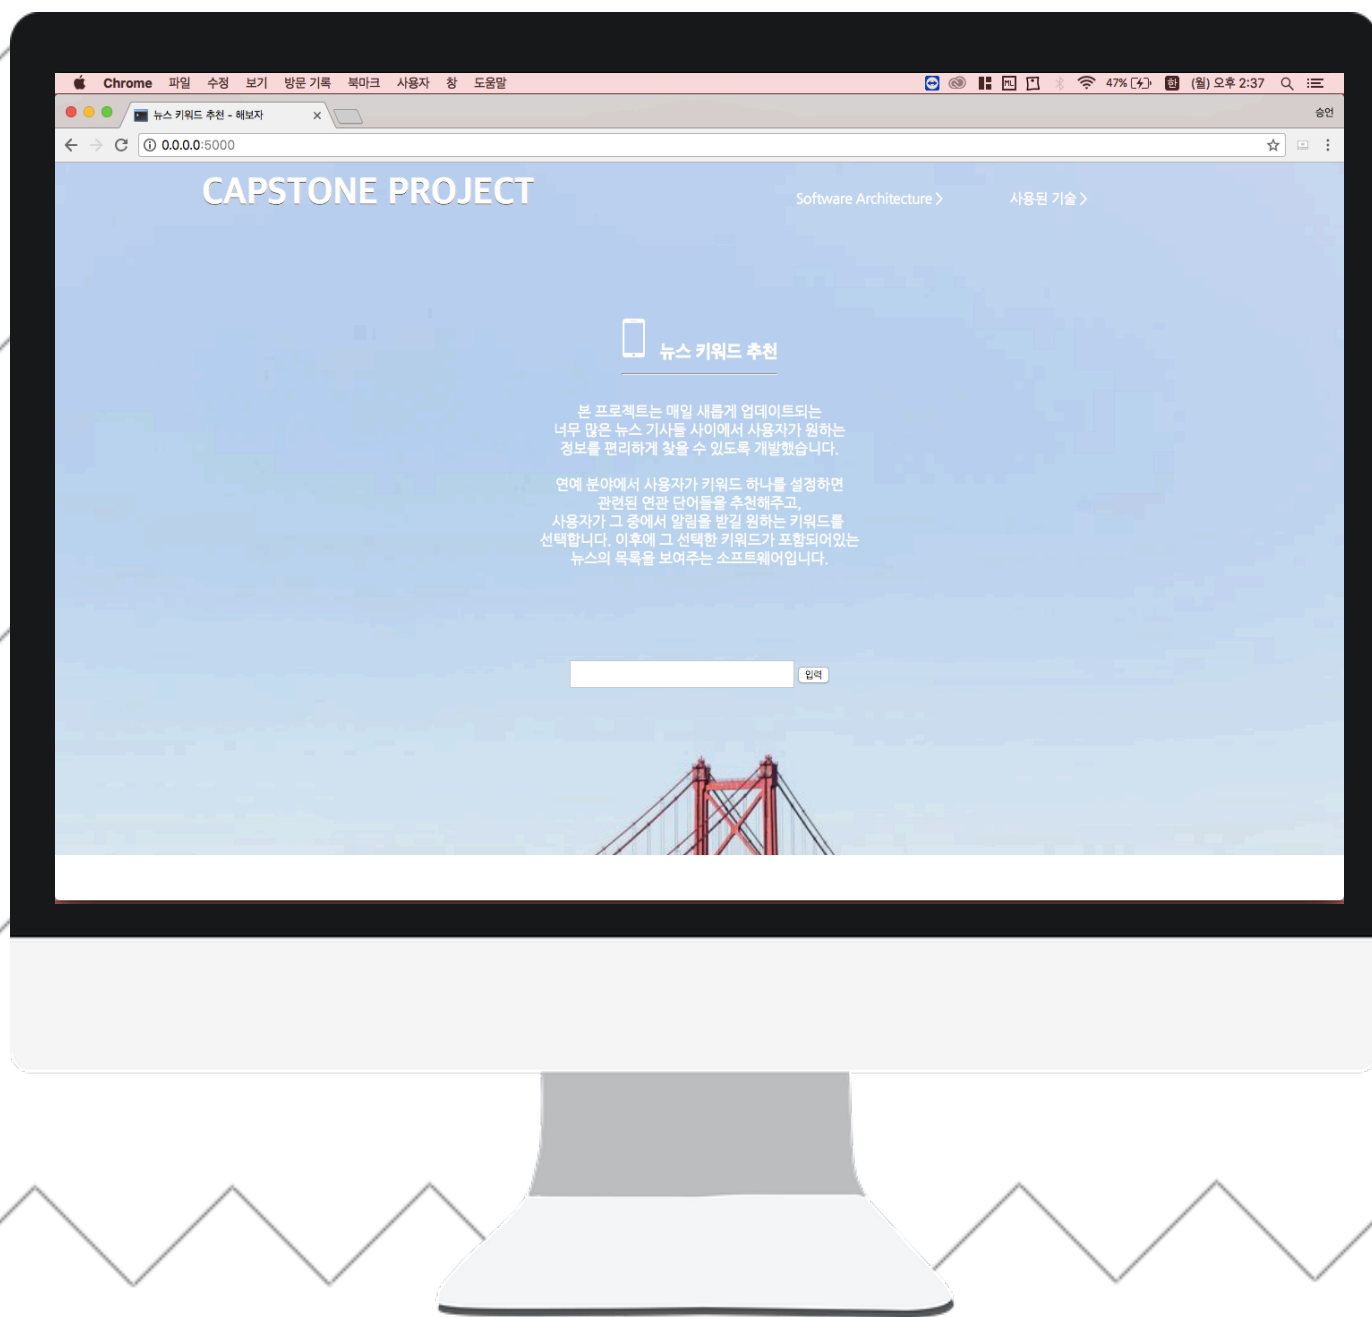 Chrome 파일 수정 보기 방문 기록 북마크 사용자 창 도움말 47% 한 (월) 오후 2:37
뉴스 키워드 추천 - 해보자 승언
0.0.0.0:5000
CAPSTONE PROJECT Software Architecture > 사용된 기술 >
뉴스 키워드 추천
본 프로젝트는 매일 새롭게 업데이트되는
너무 많은 뉴스 기사들 사이에서 사용자가 원하는
정보를 편리하게 찾을 수 있도록 개발했습니다.
연예 분야에서 사용자가 키워드 하나를 설정하면
관련된 연관 단어들을 추천해주고,
사용자가 그 중에서 알림을 받길 원하는 키워드를
선택합니다. 이후에 그 선택한 키워드가 포함되어있는
뉴스의 목록을 보여주는 소프트웨어입니다.
입력